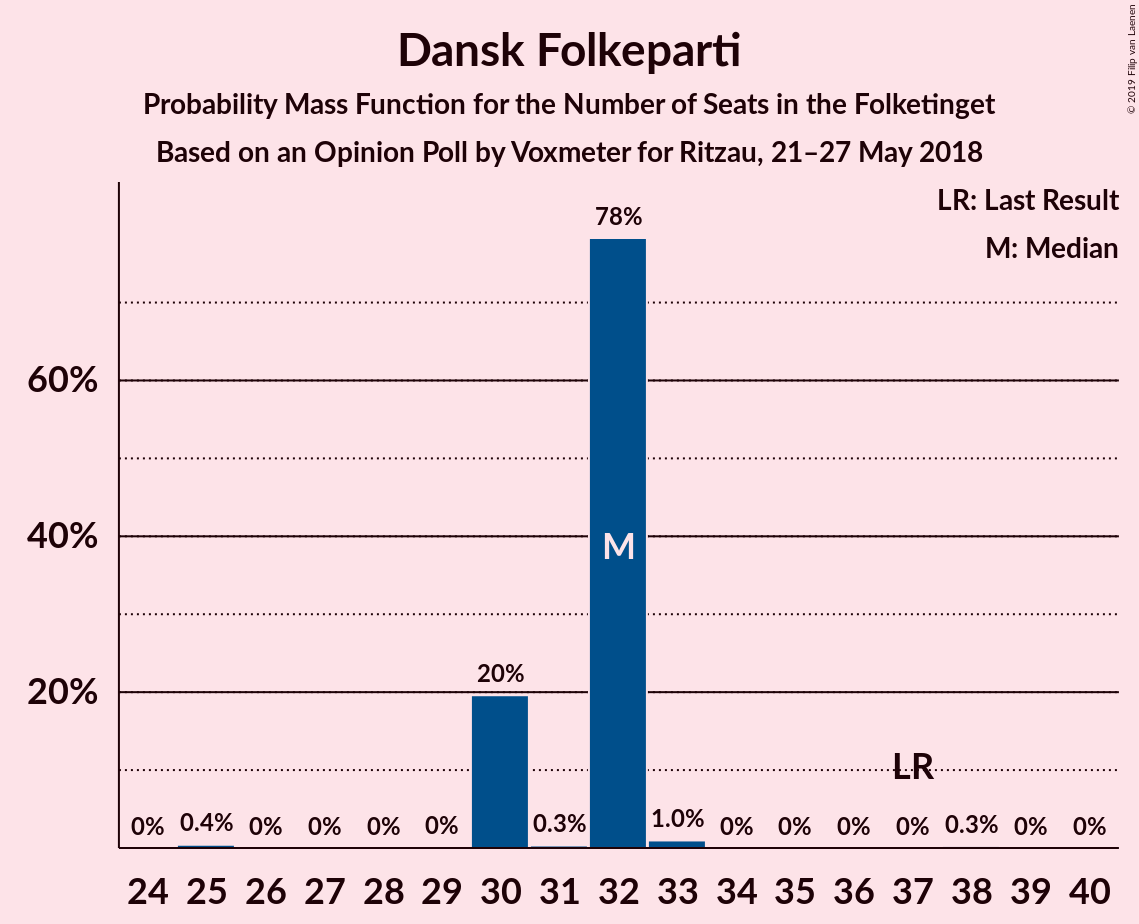 Dansk Folkeparti
Probability Mass Function for the Number of Seats in the Folketinget
Based on an Opinion Poll by Voxmeter for Ritzau, 21–27 May 2018
© 2019 Filip van Laenen
LR: Last Result
M: Median
78%
60%
40%
M
20%
20%
LR
0% 0.4% 0% 0% 0% 0% 0.3% 1.0% 0% 0% 0% 0% 0.3% 0% 0%
24 25 26 27 28 29 30 31 32 33 34 35 36 37 38 39 40